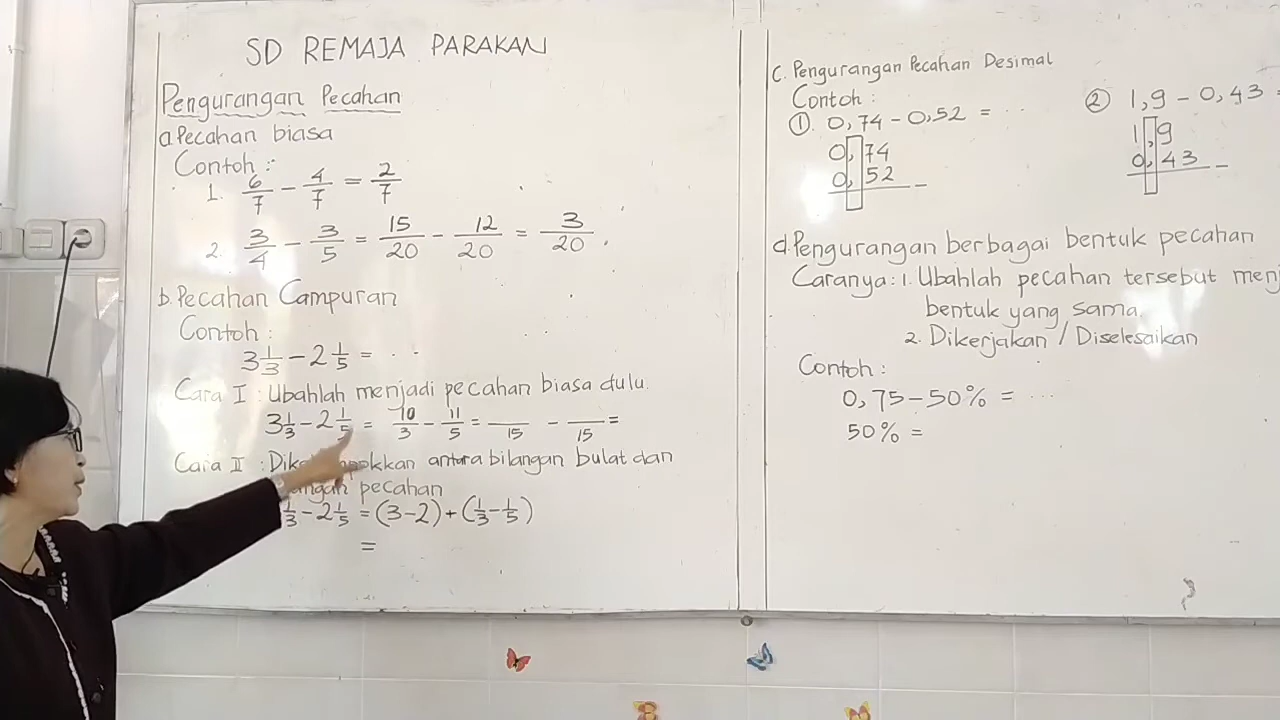 SD REMAJA PARAKAN
Pengurangan Pecahan
a Pecahan biasa
Contoh :
1. 6/7 - 4/7 = 2/7
2. 3/4 - 3/5 = 15/20 - 12/20 = 3/20.
b. Pecahan Campuran
Contoh :
3 1/3 - 2 1/5 = . . .
Cara I : Ubahlah menjadi pecahan biasa dulu.
3 1/3 - 2 1/5 = 10/3 - 11/5 = /15 - /15 =
Cara II : antara bilangan bulat dan
pecahan
1/3 - 2 1/5 = (3-2) + (1/3 - 1/5)
=
c. Pengurangan Pecahan Desimal
Contoh :
①. 0,74 - 0,52 = ...
0,74
0,52 -
② 1,9 - 0,43 =
1,9
0,43 -
d. Pengurangan berbagai bentuk pecahan
Caranya : 1. Ubahlah pecahan tersebut
bentuk yang sama.
2. Dikerjakan / Diselesaikan
Contoh :
0,75 - 50% = ...
50% =